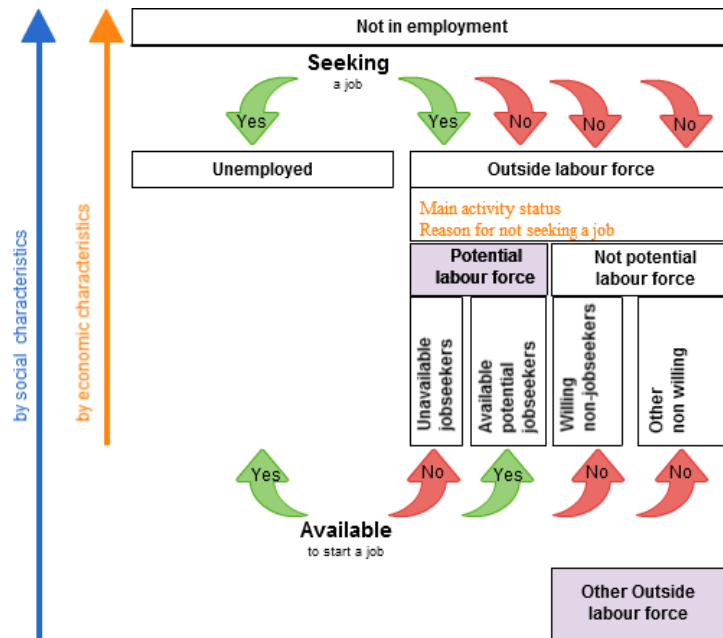 Not in employment
Seeking
a job
Yes
Yes
No
No
No
Unemployed
Outside labour force
Main activity status
Reason for not seeking a job
Potential
labour force
Not potential
labour force
Unavailable
jobseekers
Available
potential
jobseekers
Willing
non-jobseekers
Other
non willing
by social characteristics
by economic characteristics
Yes
No
Yes
No
No
Available
to start a job
Other Outside
labour force